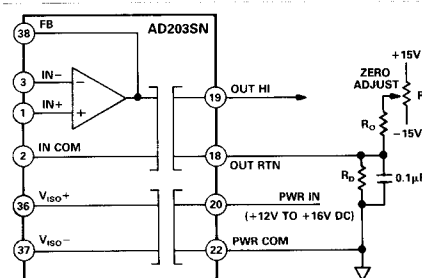 38
FB
AD203SN
3
IN−
−
1
IN+
+
2
IN COM
19
OUT HI
18
OUT RTN
36
VISO+
20
PWR IN
(+12V TO +16V DC)
37
VISO−
22
PWR COM
+15V
ZERO
ADJUST
RO
−15V
RD
0.1μF